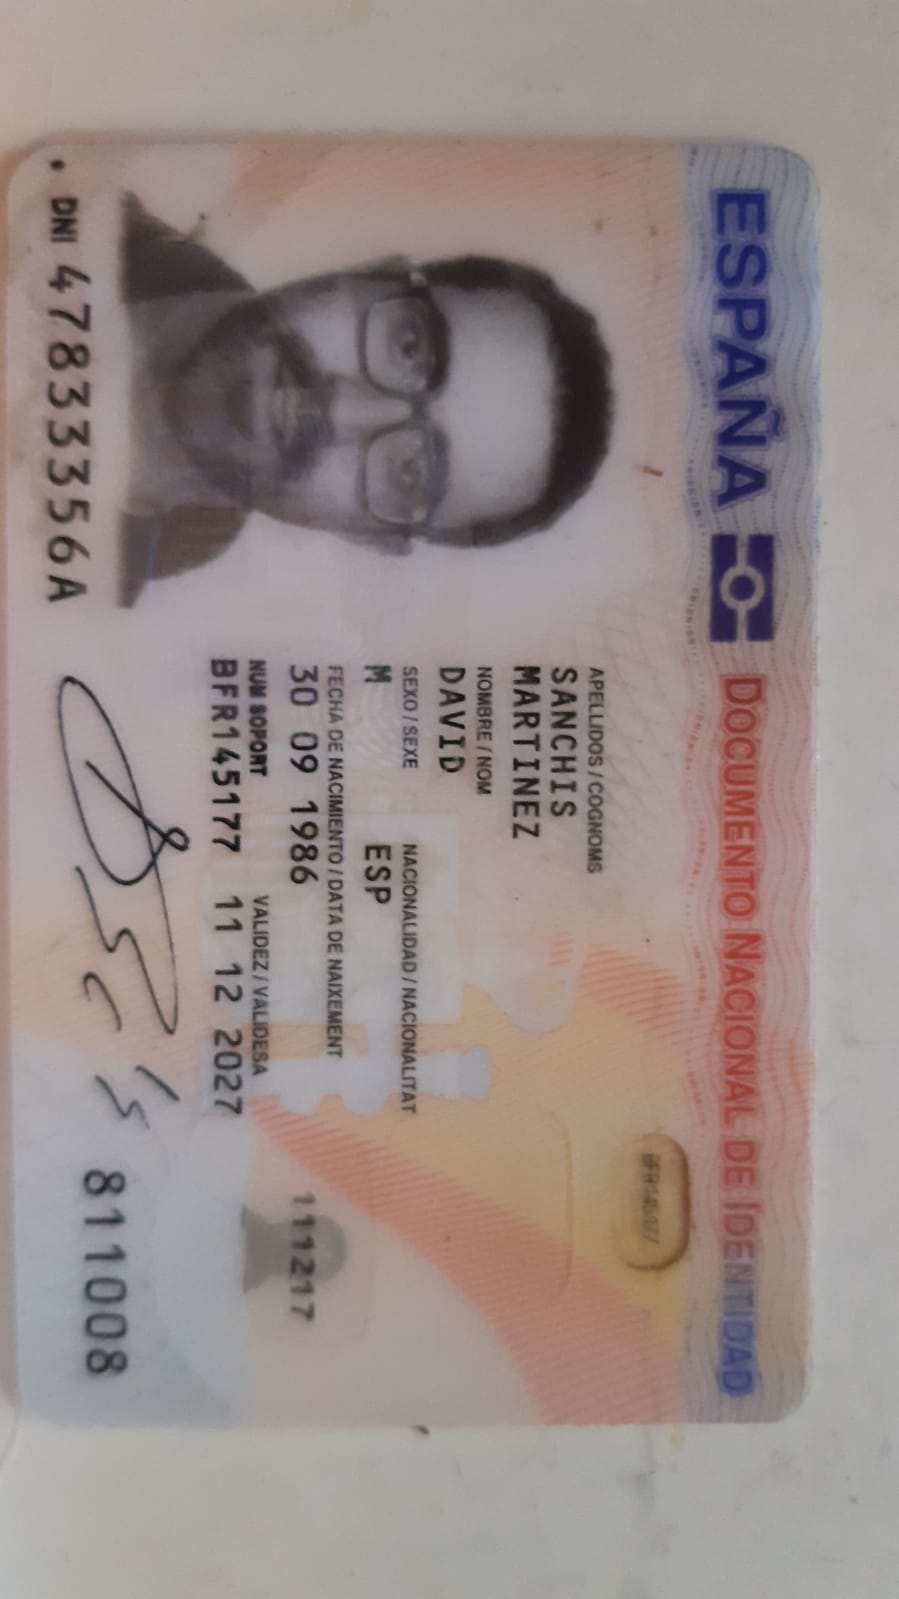 ESPAÑA DOCUMENTO NACIONAL DE IDENTIDAD
APELLIDOS / COGNOMS
SANCHIS
MARTINEZ
NOMBRE / NOM
DAVID
SEXO / SEXE NACIONALIDAD / NACIONALITAT
M ESP
FECHA DE NACIMIENTO / DATA DE NAIXEMENT
30 09 1986
111217
NUM SOPORT VALIDEZ / VALIDESA
BFR145177 11 12 2027
DNI 47833356A
811008